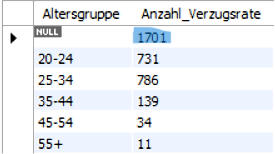 Altersgruppe Anzahl_Verzugsrate
NULL 1701
20-24 731
25-34 786
35-44 139
45-54 34
55+ 11